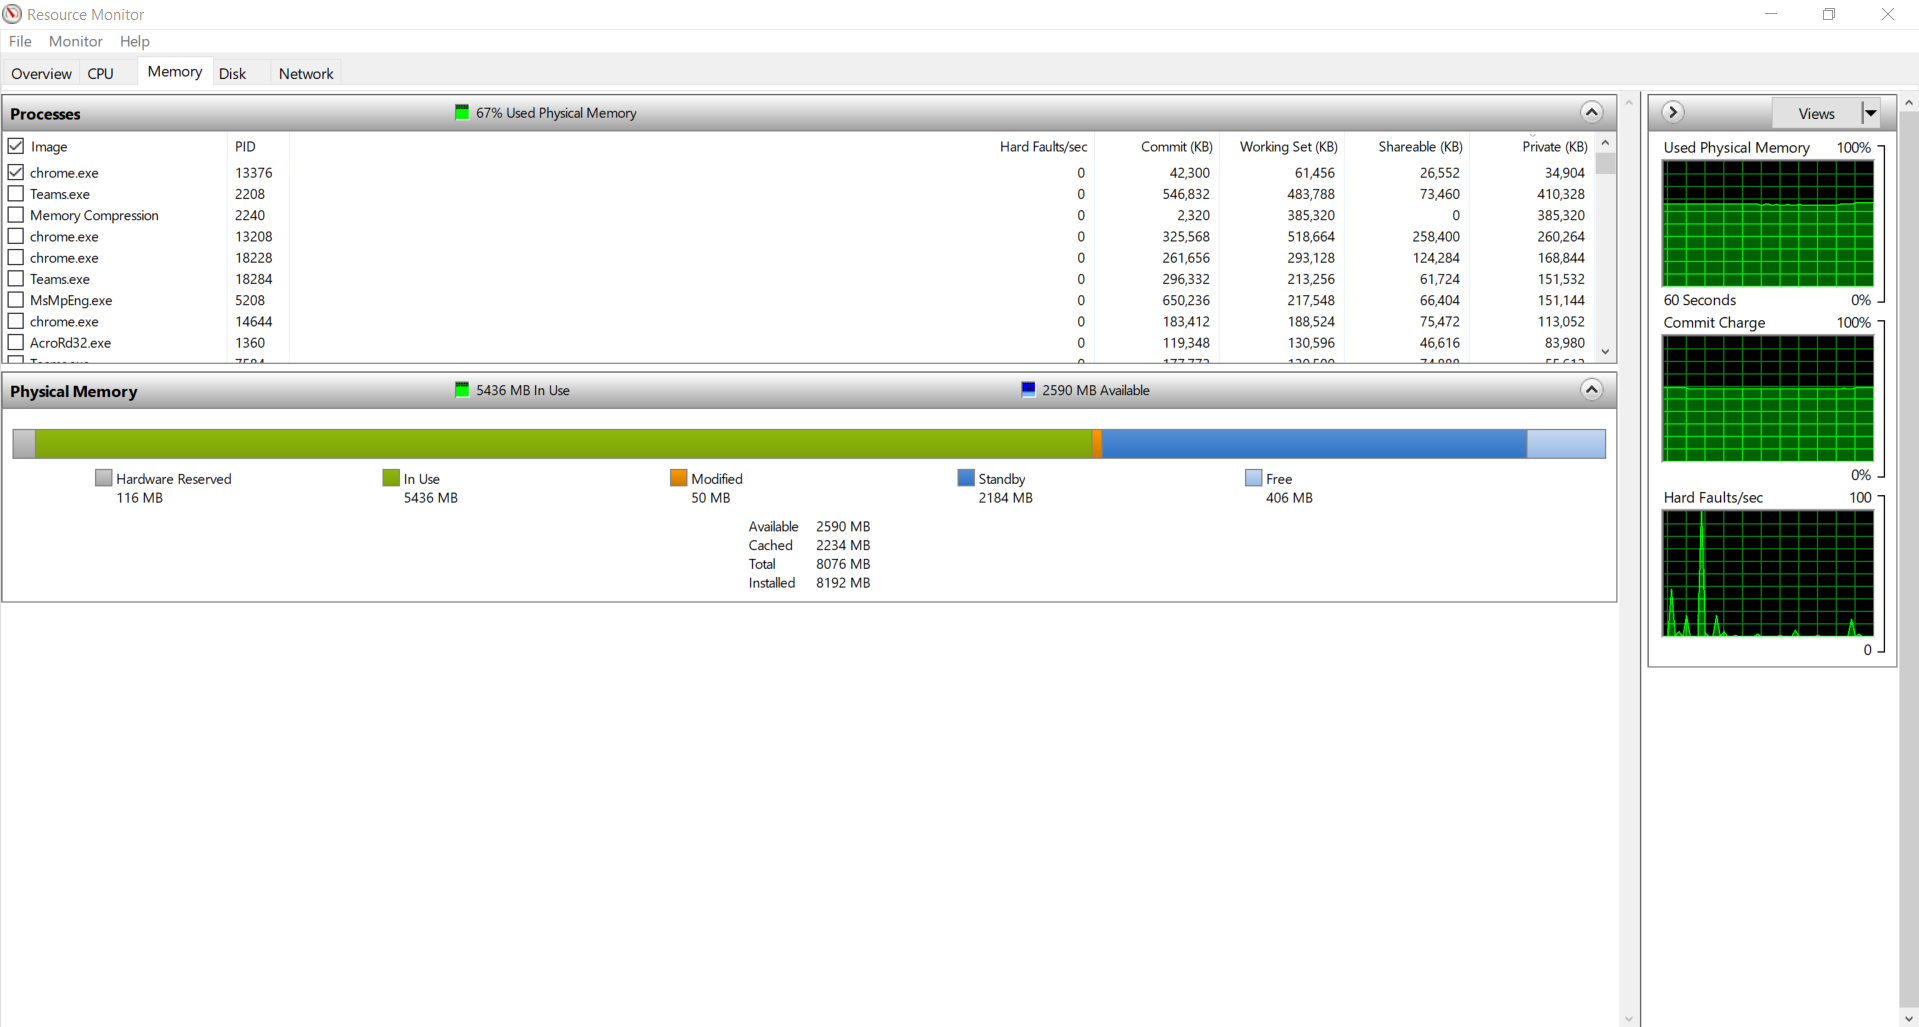 Resource Monitor
File Monitor Help
Overview CPU Memory Disk Network
Processes 67% Used Physical Memory
Image PID Hard Faults/sec Commit (KB) Working Set (KB) Shareable (KB) Private (KB)
chrome.exe 13376 0 42,300 61,456 26,552 34,904
Teams.exe 2208 0 546,832 483,788 73,460 410,328
Memory Compression 2240 0 2,320 385,320 0 385,320
chrome.exe 13208 0 325,568 518,664 258,400 260,264
chrome.exe 18228 0 261,656 293,128 124,284 168,844
Teams.exe 18284 0 296,332 213,256 61,724 151,532
MsMpEng.exe 5208 0 650,236 217,548 66,404 151,144
chrome.exe 14644 0 183,412 188,524 75,472 113,052
AcroRd32.exe 1360 0 119,348 130,596 46,616 83,980
Physical Memory 5436 MB In Use 2590 MB Available
Hardware Reserved In Use Modified Standby Free
116 MB 5436 MB 50 MB 2184 MB 406 MB
Available 2590 MB
Cached 2234 MB
Total 8076 MB
Installed 8192 MB
Views
Used Physical Memory 100%
60 Seconds 0%
Commit Charge 100%
0%
Hard Faults/sec 100
0